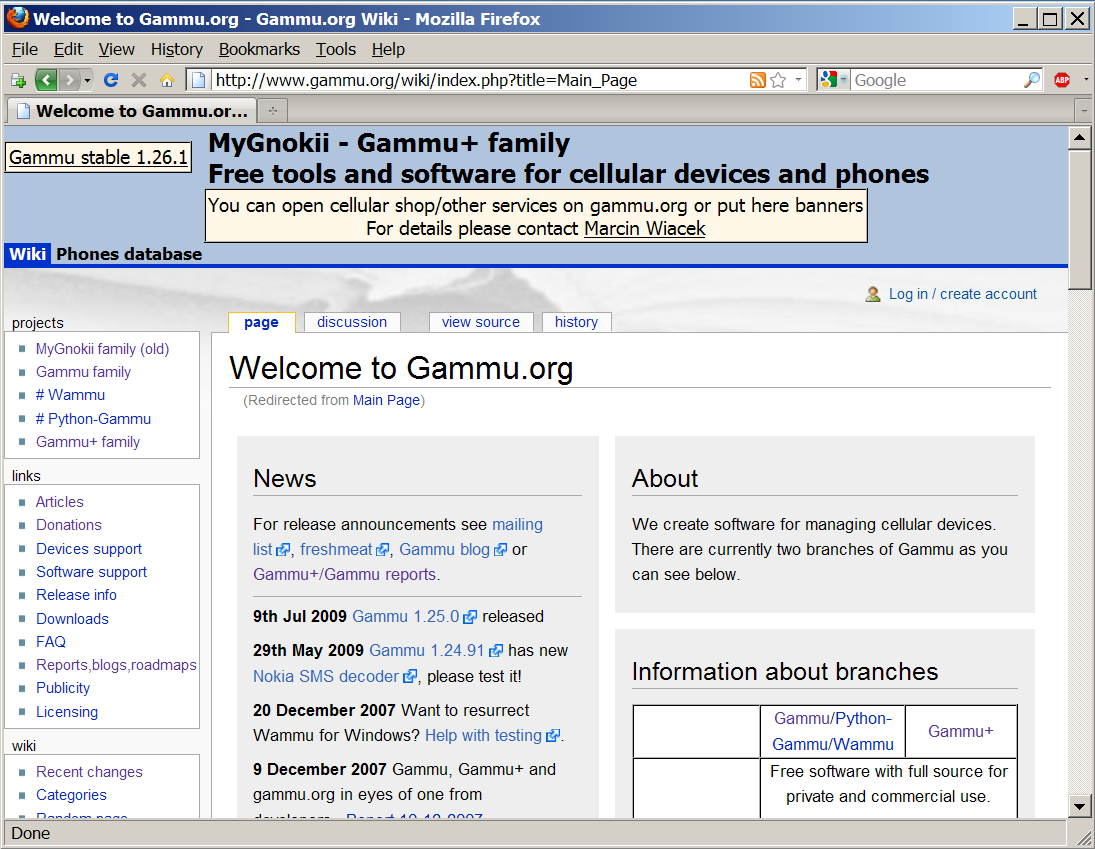 Welcome to Gammu.org - Gammu.org Wiki - Mozilla Firefox
File Edit View History Bookmarks Tools Help
http://www.gammu.org/wiki/index.php?title=Main_Page
Google
ABP
Welcome to Gammu.or...
Gammu stable 1.26.1
MyGnokii - Gammu+ family
Free tools and software for cellular devices and phones
You can open cellular shop/other services on gammu.org or put here banners
For details please contact Marcin Wiacek
Wiki Phones database
Log in / create account
projects
MyGnokii family (old)
Gammu family
# Wammu
# Python-Gammu
Gammu+ family
links
Articles
Donations
Devices support
Software support
Release info
Downloads
FAQ
Reports,blogs,roadmaps
Publicity
Licensing
wiki
Recent changes
Categories
Random page
page discussion view source history
Welcome to Gammu.org
(Redirected from Main Page)
News
For release announcements see mailing
list, freshmeat, Gammu blog or
Gammu+/Gammu reports.
9th Jul 2009 Gammu 1.25.0 released
29th May 2009 Gammu 1.24.91 has new
Nokia SMS decoder, please test it!
20 December 2007 Want to resurrect
Wammu for Windows? Help with testing.
9 December 2007 Gammu, Gammu+ and
gammu.org in eyes of one from
developers - Report 10-12-2007
About
We create software for managing cellular devices.
There are currently two branches of Gammu as you
can see below.
Information about branches
Gammu/Python-
Gammu/Wammu
Gammu+
Free software with full source for
private and commercial use.
Done